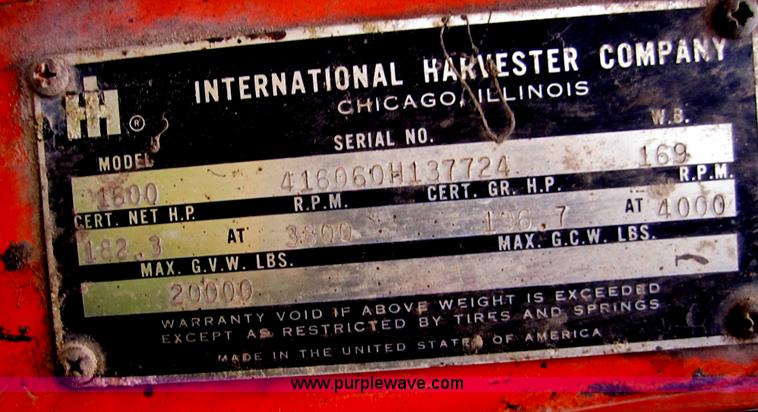 IH ®
INTERNATIONAL HARVESTER COMPANY
CHICAGO, ILLINOIS
MODEL SERIAL NO. W.B.
1600 416060H137724 169
CERT. NET H.P. R.P.M. CERT. GR. H.P. R.P.M.
182.3 AT 3800 AT 4000
MAX. G.V.W. LBS. MAX. G.C.W. LBS.
20000
WARRANTY VOID IF ABOVE WEIGHT IS EXCEEDED
EXCEPT AS RESTRICTED BY TIRES AND SPRINGS
MADE IN THE UNITED STATES OF AMERICA
www.purplewave.com